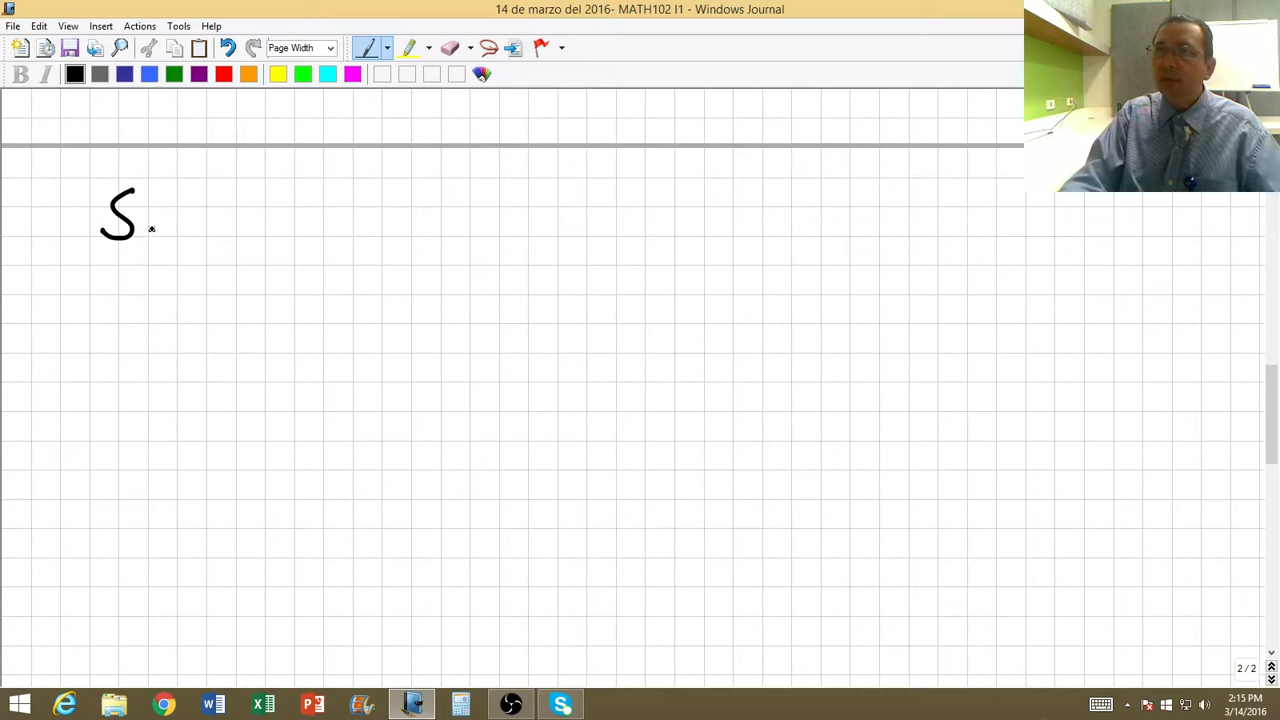 14 de marzo del 2016- MATH102 I1 - Windows Journal
File Edit View Insert Actions Tools Help
Page Width
B I
S
2 / 2
2:15 PM
3/14/2016